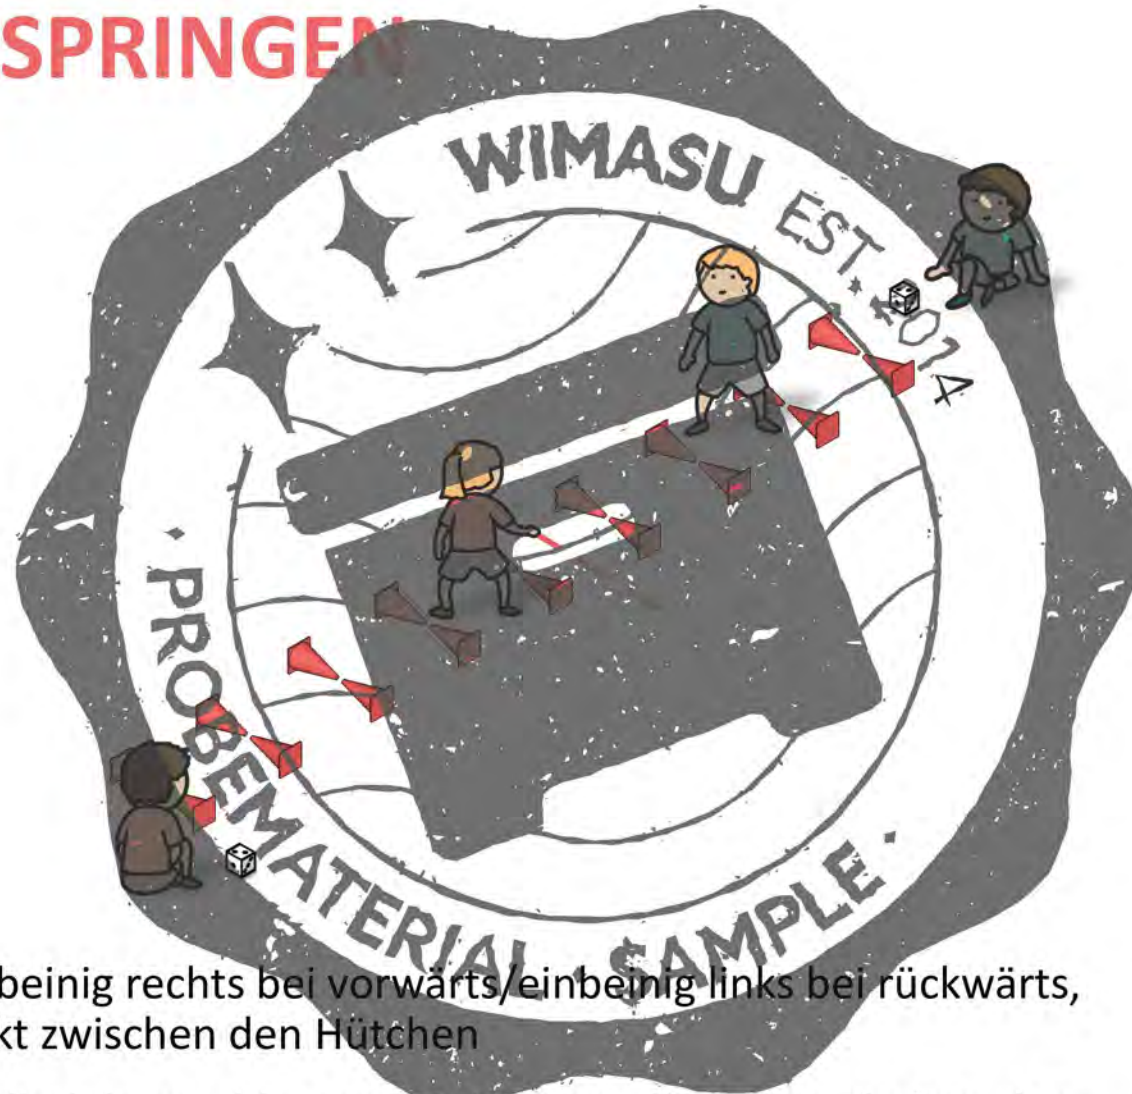 SPRINGEN
WIMASU EST. 2014
PROBEMATERIAL · SAMPLE ·
beinig rechts bei vorwärts/einbeinig links bei rückwärts,
kt zwischen den Hütchen